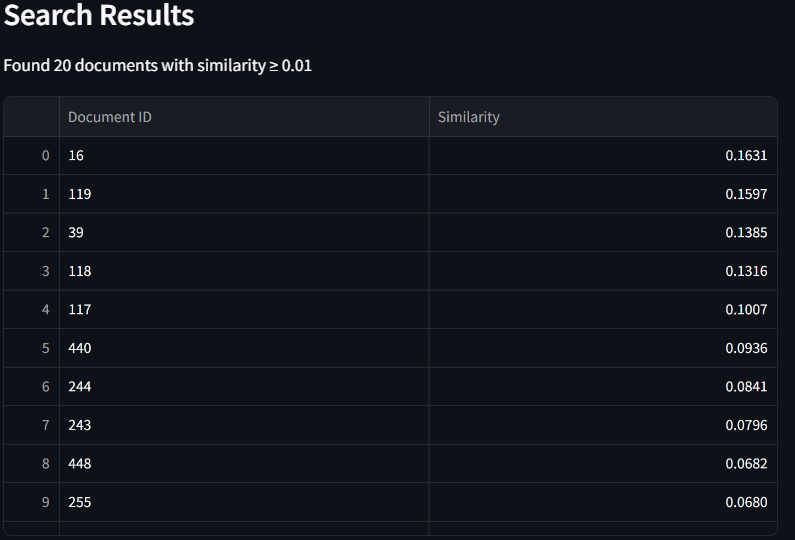 Search Results
Found 20 documents with similarity ≥ 0.01
Document ID Similarity
0 16 0.1631
1 119 0.1597
2 39 0.1385
3 118 0.1316
4 117 0.1007
5 440 0.0936
6 244 0.0841
7 243 0.0796
8 448 0.0682
9 255 0.0680